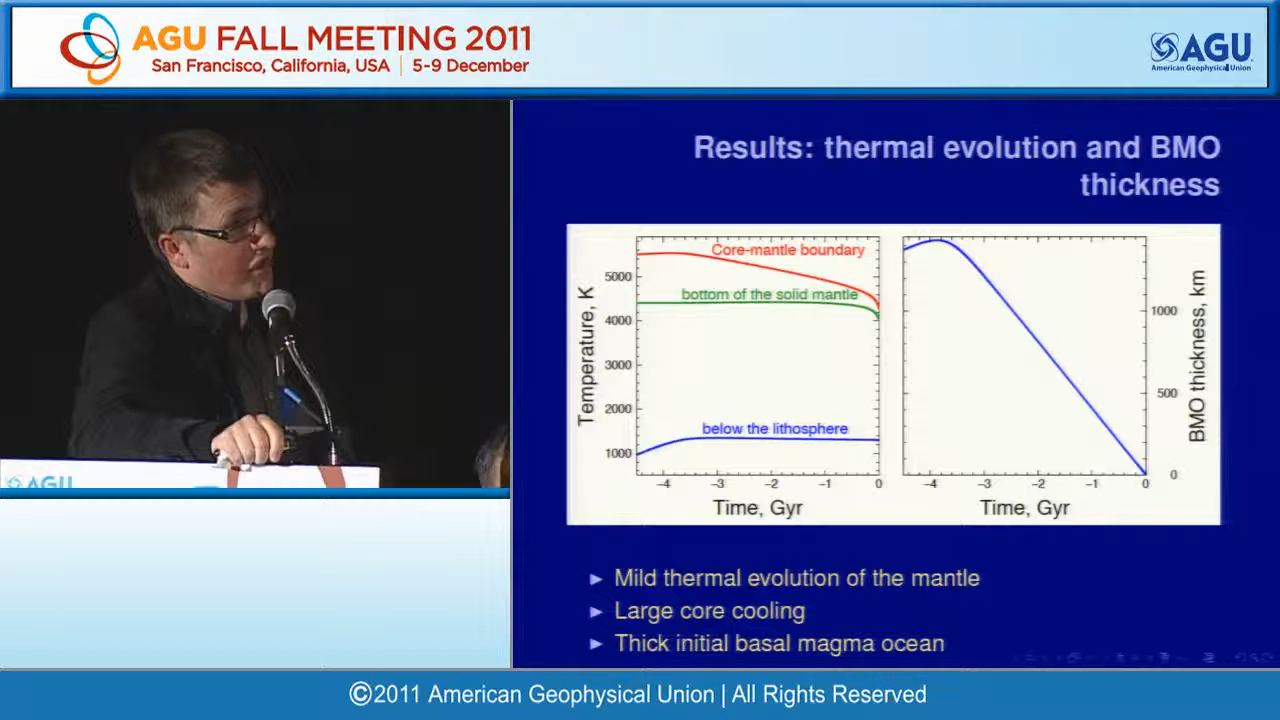 AGU FALL MEETING 2011
San Francisco, California, USA | 5-9 December
AGU
American Geophysical Union
AGU
Results: thermal evolution and BMO
thickness
Core-mantle boundary
bottom of the solid mantle
below the lithosphere
Temperature, K
5000
4000
3000
2000
1000
−4 −3 −2 −1 0
Time, Gyr
1000
500
0
BMO thickness, km
−4 −3 −2 −1 0
Time, Gyr
► Mild thermal evolution of the mantle
► Large core cooling
► Thick initial basal magma ocean
©2011 American Geophysical Union | All Rights Reserved